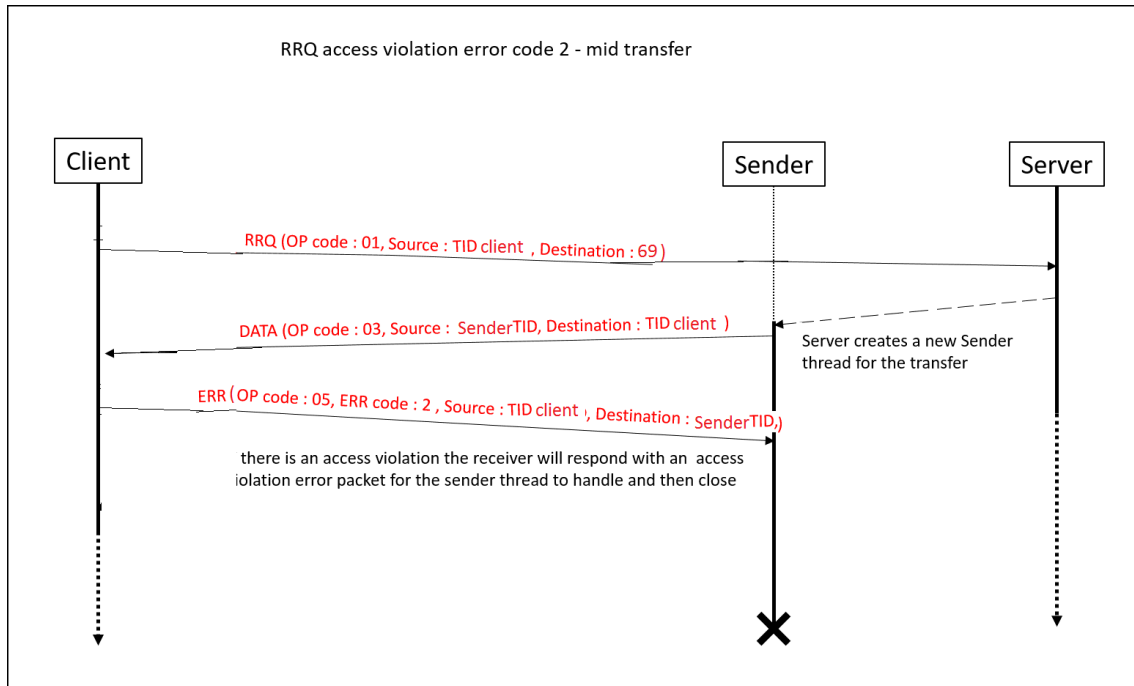 RRQ access violation error code 2 - mid transfer
Client
Sender
Server
RRQ (OP code : 01, Source : TID client , Destination : 69 )
DATA (OP code : 03, Source : SenderTID, Destination : TID client )
Server creates a new Sender
thread for the transfer
ERR (OP code : 05, ERR code : 2 , Source : TID client ), Destination : SenderTID,)
there is an access violation the receiver will respond with an access
iolation error packet for the sender thread to handle and then close